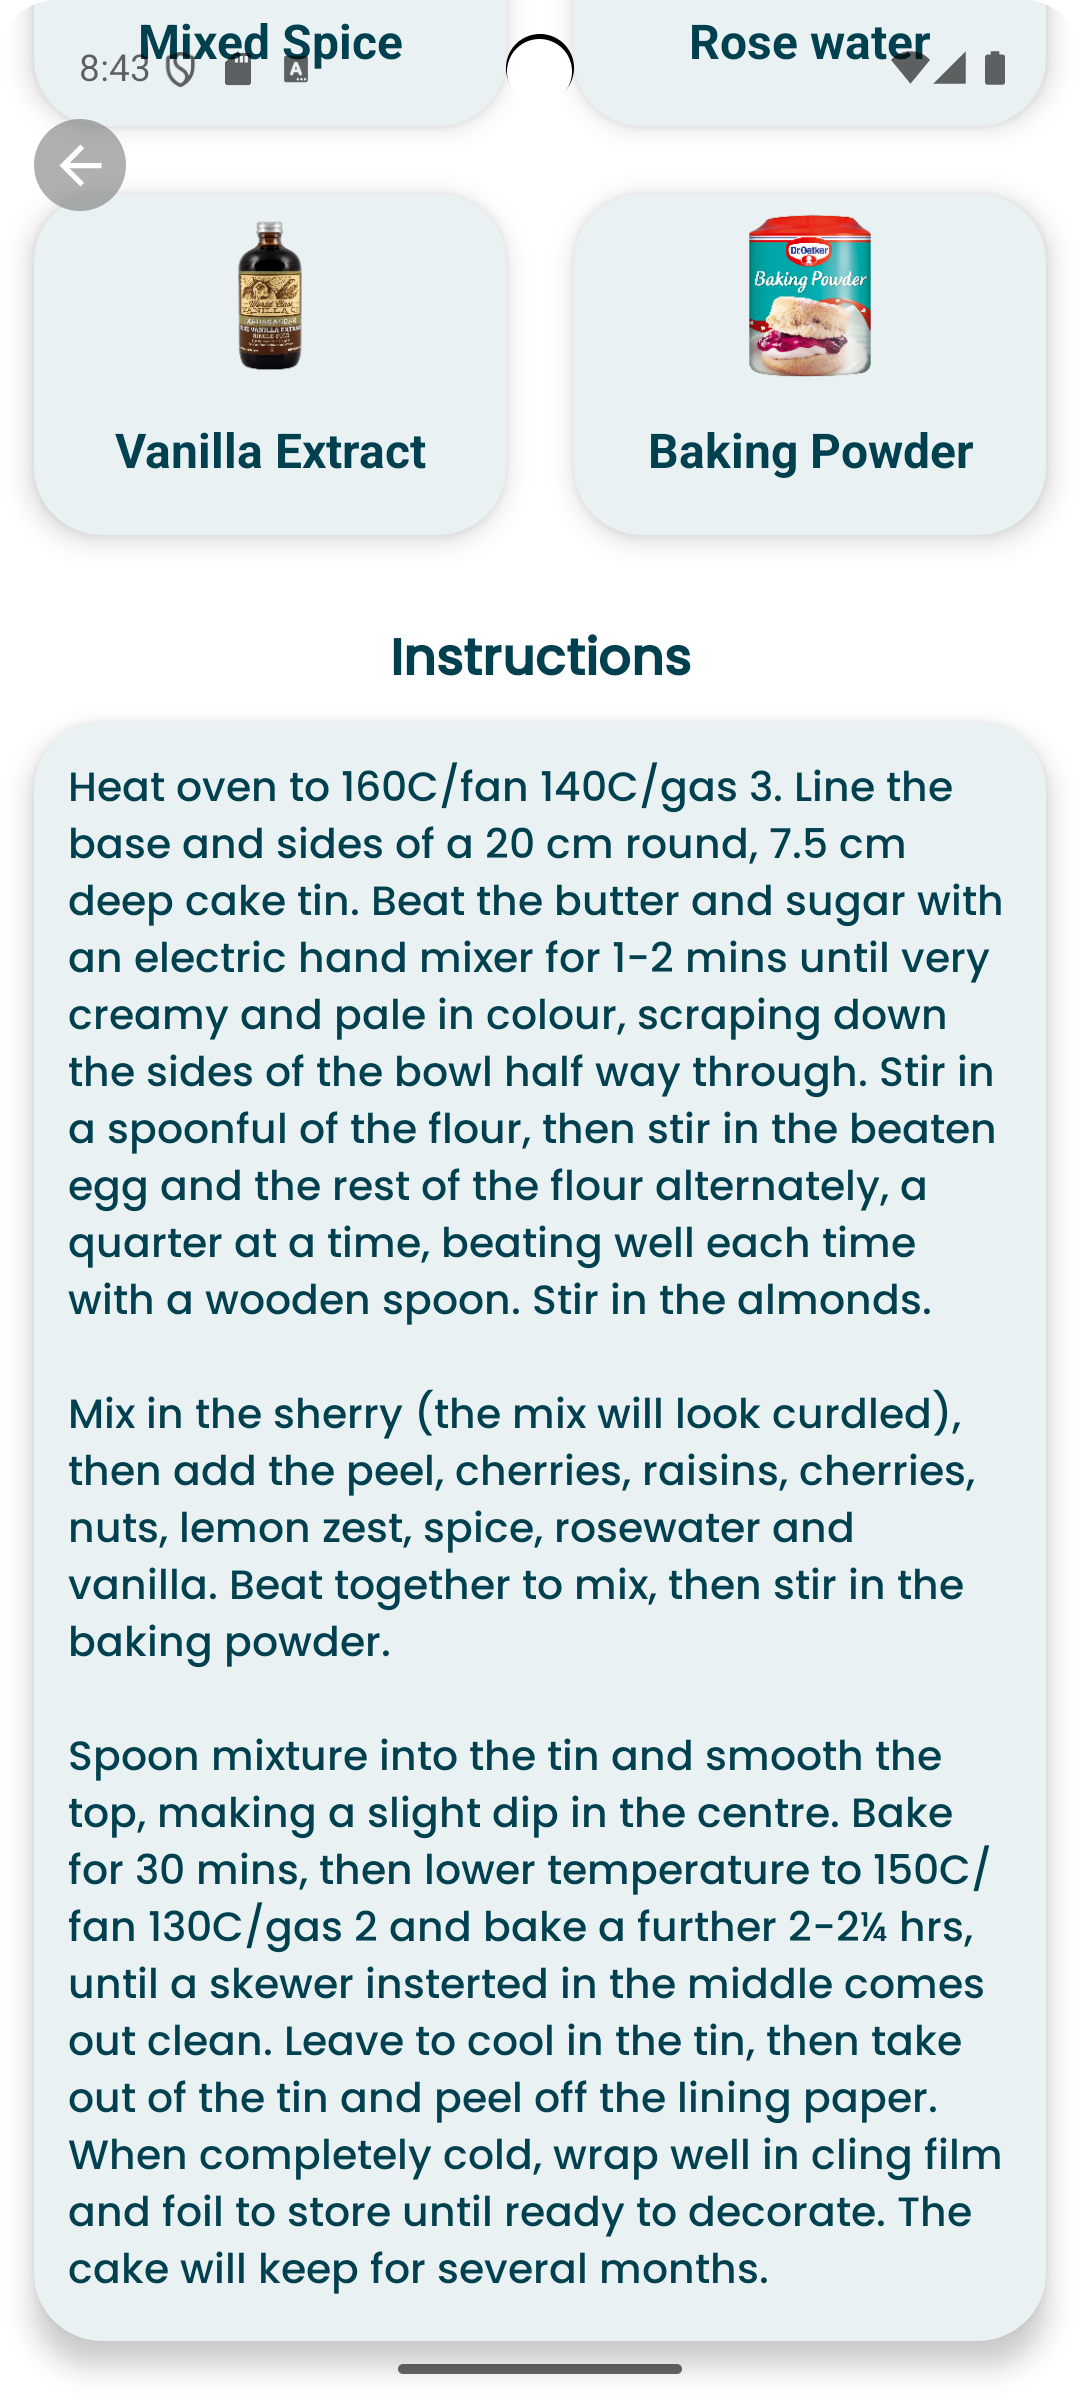 Mixed Spice
Rose water
8:43
Dr.Oetker
Baking Powder
Vanilla Extract
Baking Powder
Instructions
Heat oven to 160C/fan 140C/gas 3. Line the
base and sides of a 20 cm round, 7.5 cm
deep cake tin. Beat the butter and sugar with
an electric hand mixer for 1-2 mins until very
creamy and pale in colour, scraping down
the sides of the bowl half way through. Stir in
a spoonful of the flour, then stir in the beaten
egg and the rest of the flour alternately, a
quarter at a time, beating well each time
with a wooden spoon. Stir in the almonds.
Mix in the sherry (the mix will look curdled),
then add the peel, cherries, raisins, cherries,
nuts, lemon zest, spice, rosewater and
vanilla. Beat together to mix, then stir in the
baking powder.
Spoon mixture into the tin and smooth the
top, making a slight dip in the centre. Bake
for 30 mins, then lower temperature to 150C/
fan 130C/gas 2 and bake a further 2-2¼ hrs,
until a skewer insterted in the middle comes
out clean. Leave to cool in the tin, then take
out of the tin and peel off the lining paper.
When completely cold, wrap well in cling film
and foil to store until ready to decorate. The
cake will keep for several months.